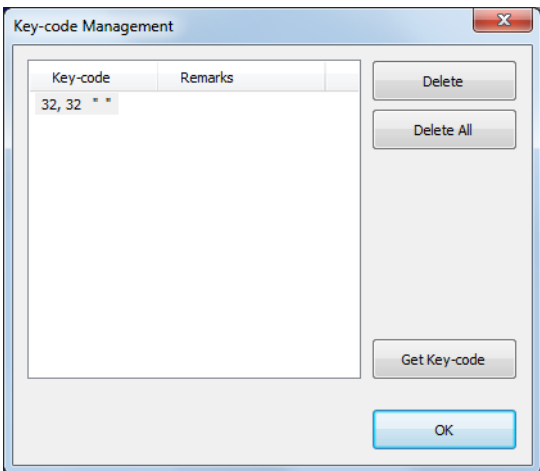 Key-code Management
Key-code Remarks
Delete
32, 32 " "
Delete All
Get Key-code
OK